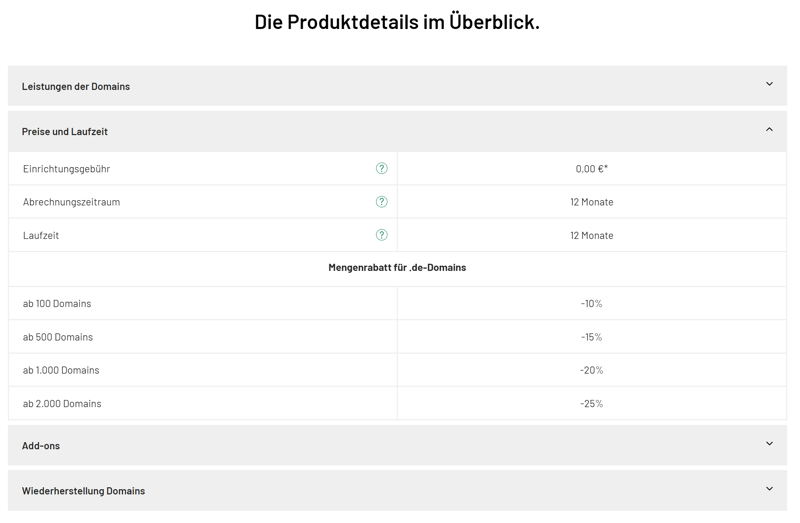 Die Produktdetails im Überblick.
Leistungen der Domains
Preise und Laufzeit
Einrichtungsgebühr ? 0,00 €*
Abrechnungszeitraum ? 12 Monate
Laufzeit ? 12 Monate
Mengenrabatt für .de-Domains
ab 100 Domains -10%
ab 500 Domains -15%
ab 1.000 Domains -20%
ab 2.000 Domains -25%
Add-ons
Wiederherstellung Domains